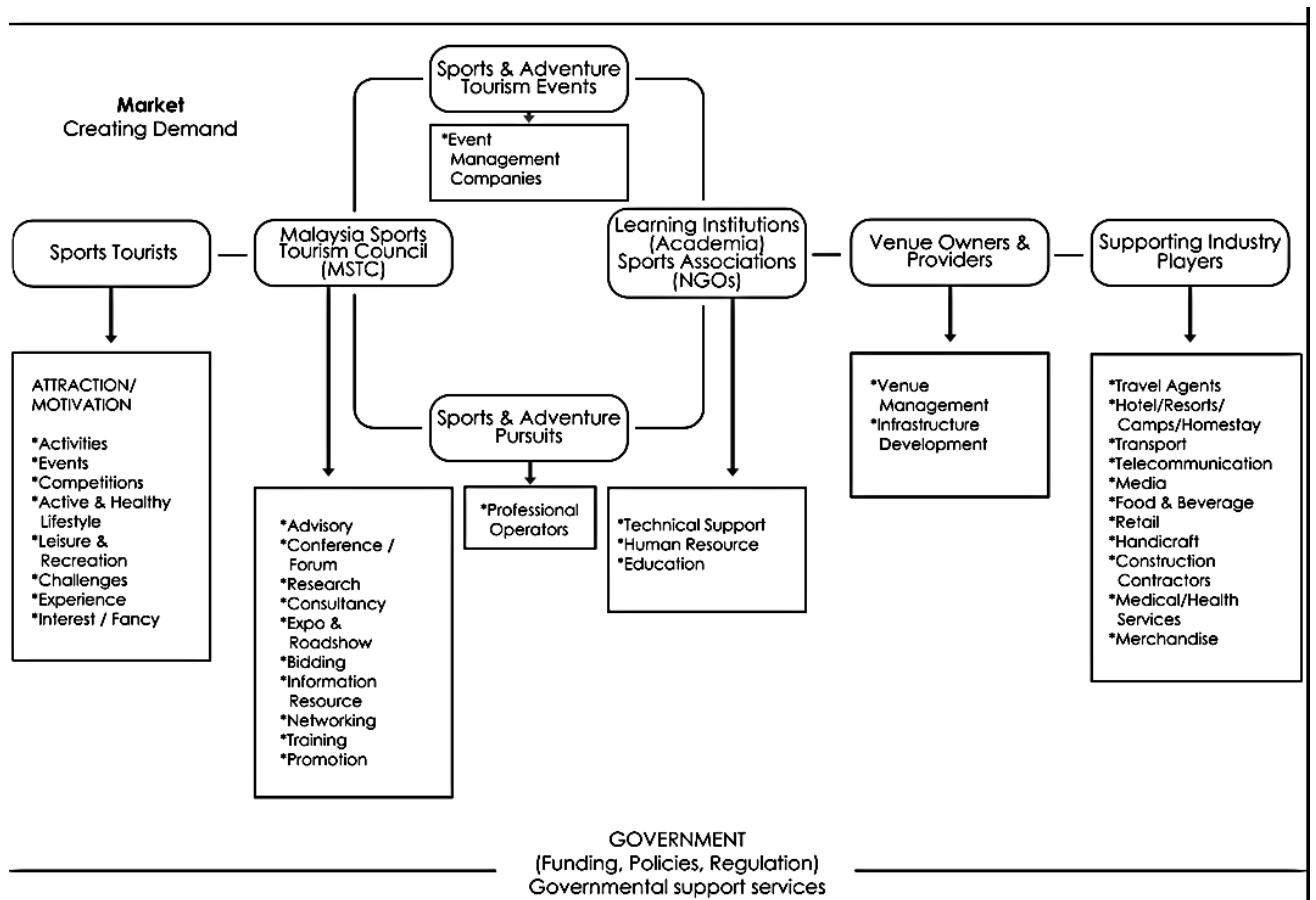 Sports & Adventure
Tourism Events
Market
Creating Demand
*Event
Management
Companies
Sports Tourists
Malaysia Sports
Tourism Council
(MSTC)
Learning Institutions
(Academia)
Sports Associations
(NGOs)
Venue Owners &
Providers
Supporting Industry
Players
ATTRACTION/
MOTIVATION
*Activities
*Events
*Competitions
*Active & Healthy
Lifestyle
*Leisure &
Recreation
*Challenges
*Experience
*Interest / Fancy
*Advisory
*Conference /
Forum
*Research
*Consultancy
*Expo &
Roadshow
*Bidding
*Information
Resource
*Networking
*Training
*Promotion
Sports & Adventure
Pursuits
*Professional
Operators
*Technical Support
*Human Resource
*Education
*Venue
Management
*Infrastructure
Development
*Travel Agents
*Hotel/Resorts/
Camps/Homestay
*Transport
*Telecommunication
*Media
*Food & Beverage
*Retail
*Handicraft
*Construction
Contractors
*Medical/Health
Services
*Merchandise
GOVERNMENT
(Funding, Policies, Regulation)
Governmental support services